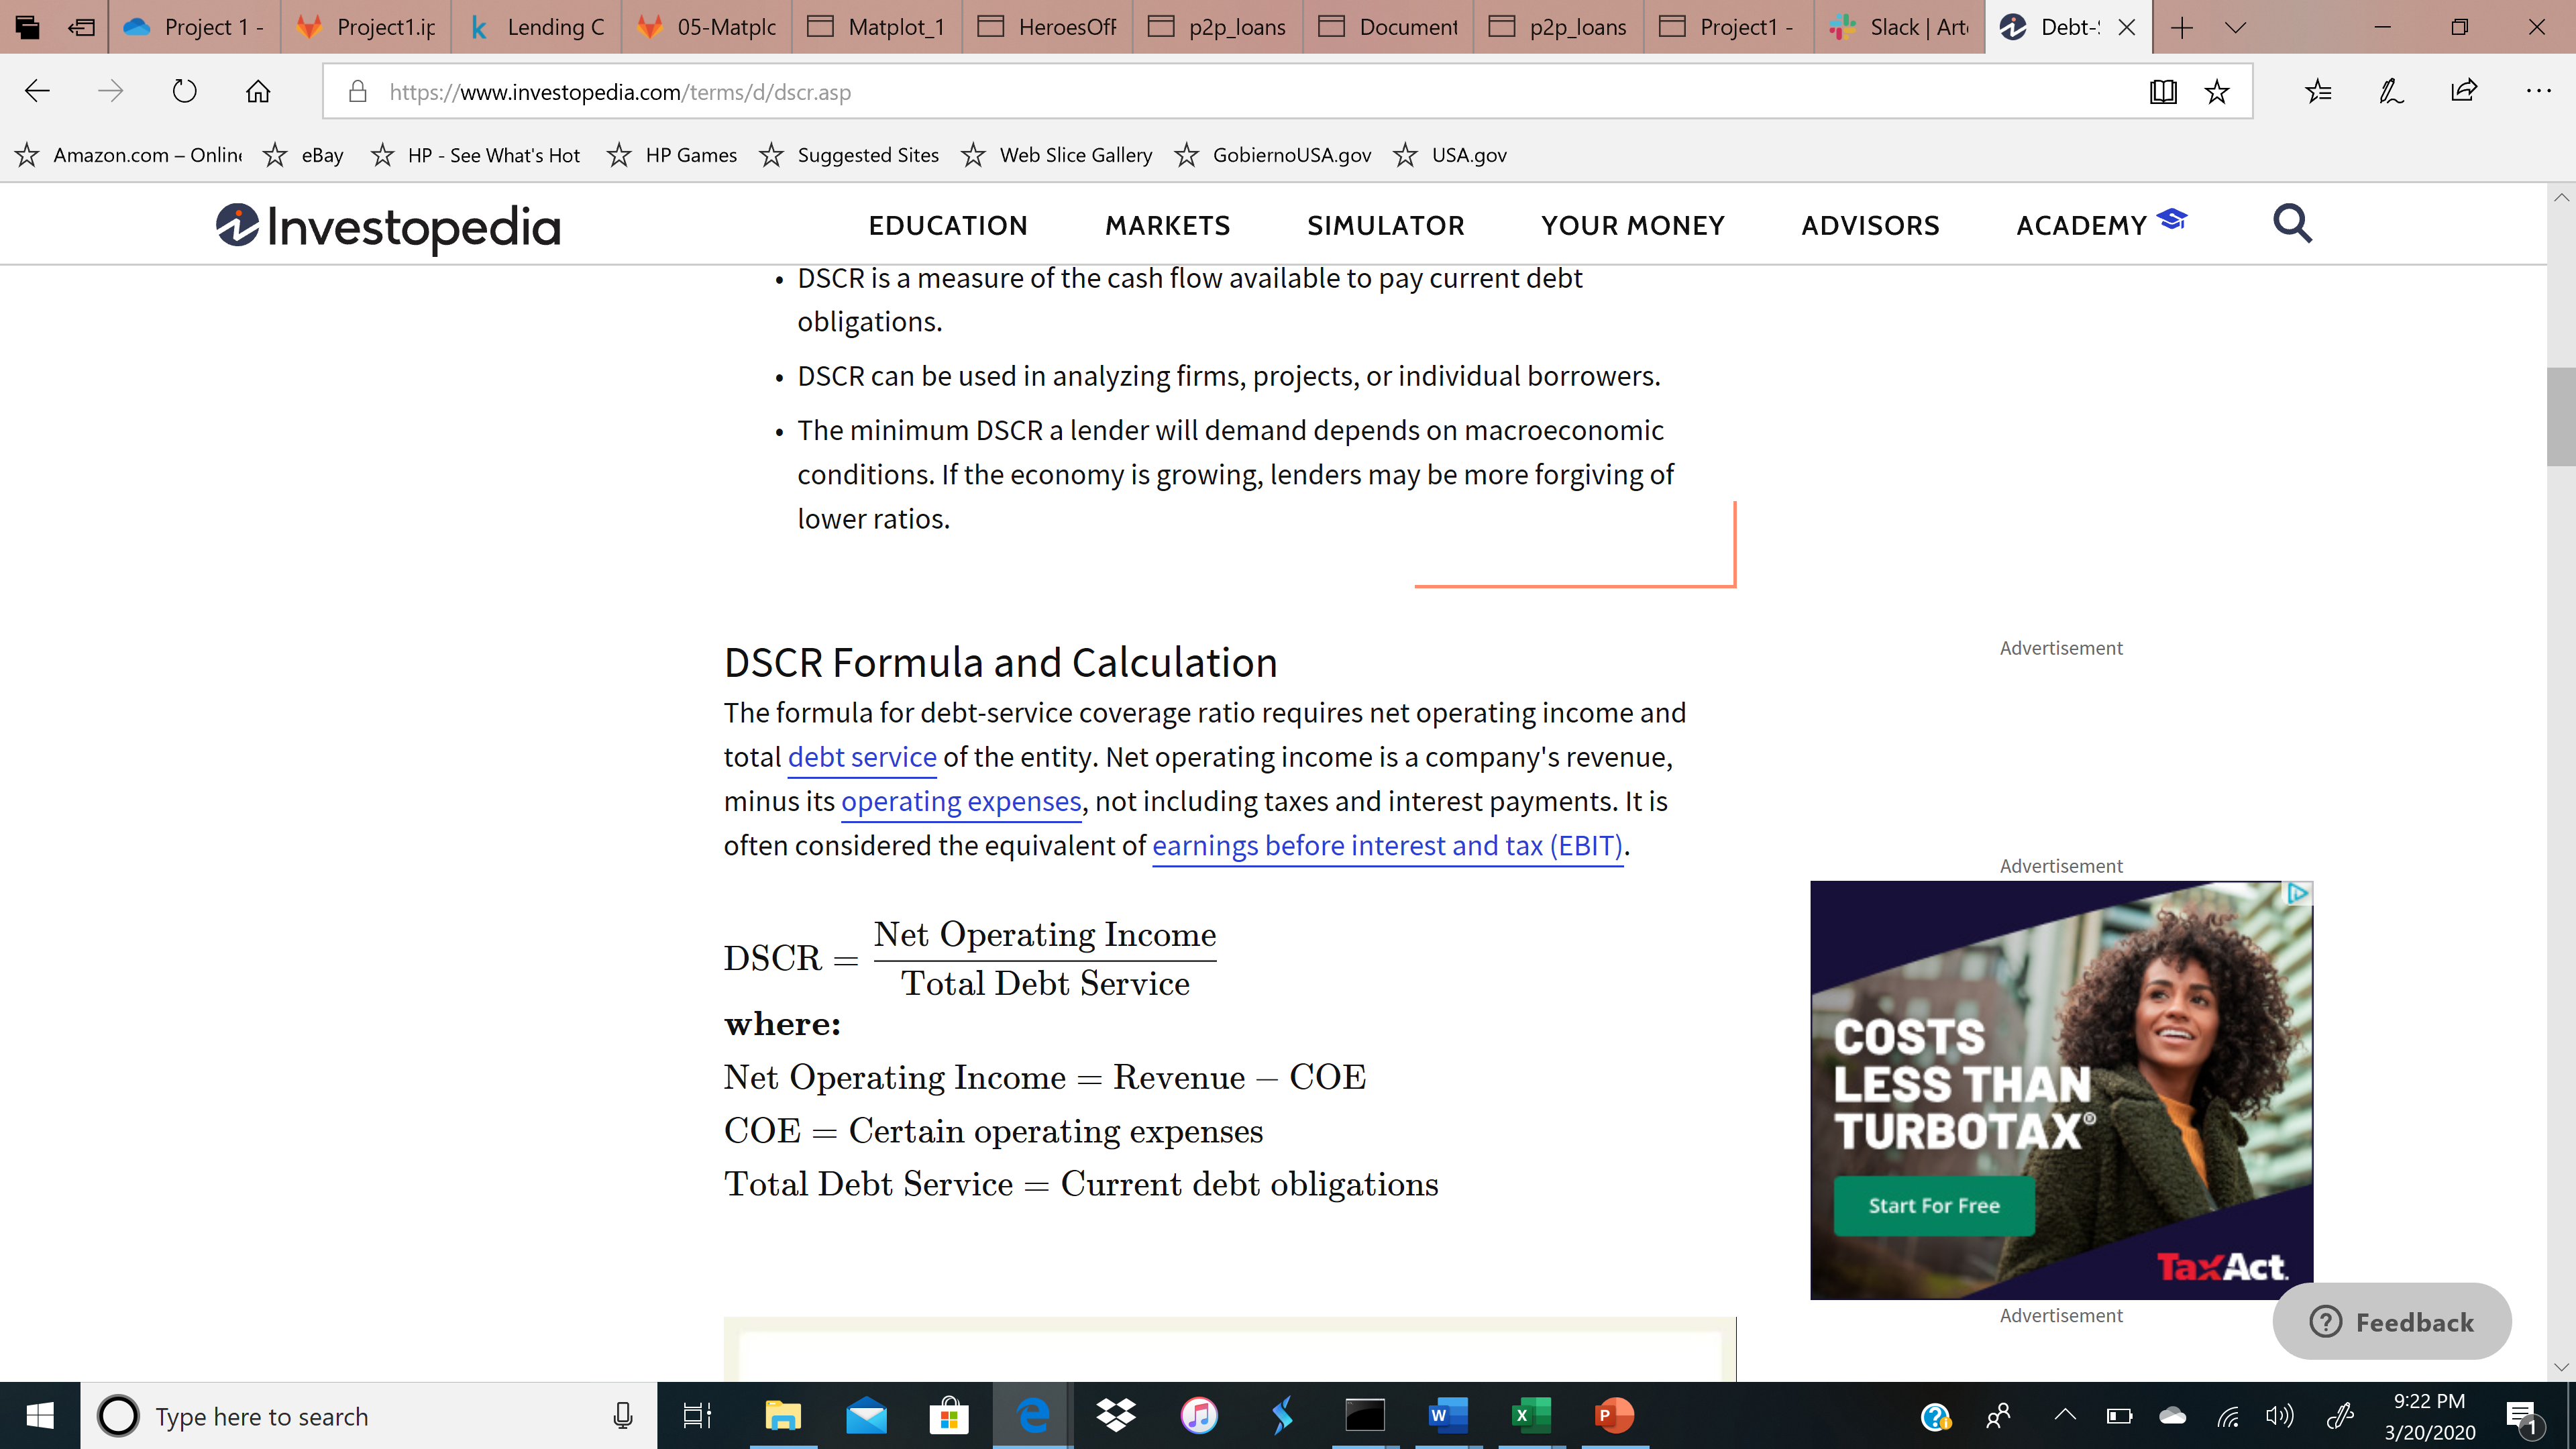 Project 1 -
Project1.ip
Lending C
05-Matplc
Matplot_1
HeroesOfF
p2p_loans
Document
p2p_loans
Project1 -
Slack | Art
Debt-S
https://www.investopedia.com/terms/d/dscr.asp
Amazon.com – Online
eBay
HP - See What's Hot
HP Games
Suggested Sites
Web Slice Gallery
GobiernoUSA.gov
USA.gov
Investopedia
EDUCATION
MARKETS
SIMULATOR
YOUR MONEY
ADVISORS
ACADEMY
• DSCR is a measure of the cash flow available to pay current debt
obligations.
• DSCR can be used in analyzing firms, projects, or individual borrowers.
• The minimum DSCR a lender will demand depends on macroeconomic
conditions. If the economy is growing, lenders may be more forgiving of
lower ratios.
Advertisement
DSCR Formula and Calculation
The formula for debt-service coverage ratio requires net operating income and
total debt service of the entity. Net operating income is a company's revenue,
minus its operating expenses, not including taxes and interest payments. It is
often considered the equivalent of earnings before interest and tax (EBIT).
DSCR = Net Operating Income
Total Debt Service
where:
Net Operating Income = Revenue − COE
COE = Certain operating expenses
Total Debt Service = Current debt obligations
Advertisement
COSTS
LESS THAN
TURBOTAX®
Start For Free
TaxAct.
Advertisement
Feedback
Type here to search
9:22 PM
3/20/2020
1